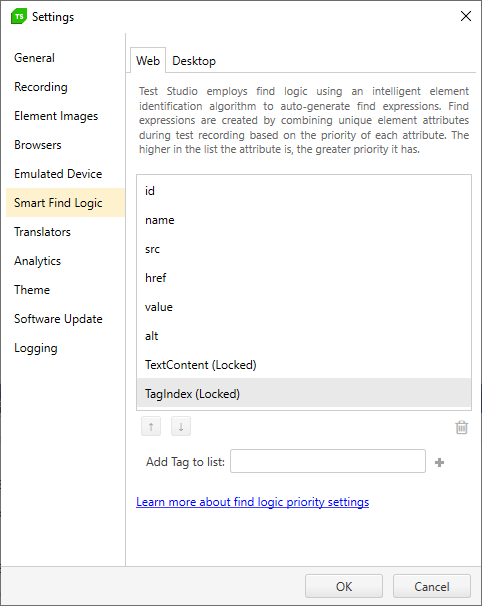 TS Settings
General
Recording
Element Images
Browsers
Emulated Device
Smart Find Logic
Translators
Analytics
Theme
Software Update
Logging
Web Desktop
Test Studio employs find logic using an intelligent element
identification algorithm to auto-generate find expressions. Find
expressions are created by combining unique element attributes
during test recording based on the priority of each attribute. The
higher in the list the attribute is, the greater priority it has.
id
name
src
href
value
alt
TextContent (Locked)
TagIndex (Locked)
Add Tag to list:
Learn more about find logic priority settings
OK Cancel